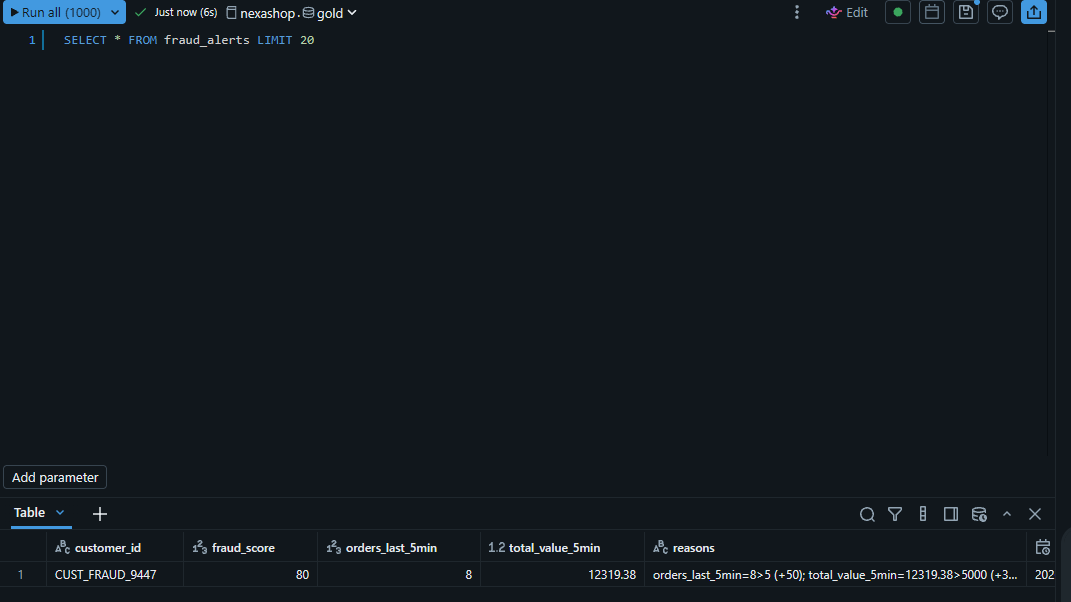 Run all (1000) Just now (6s) nexashop. gold Edit
1 SELECT * FROM fraud_alerts LIMIT 20
Add parameter
Table
customer_id fraud_score orders_last_5min 1.2 total_value_5min reasons
1 CUST_FRAUD_9447 80 8 12319.38 orders_last_5min=8>5 (+50); total_value_5min=12319.38>5000 (+3... 202